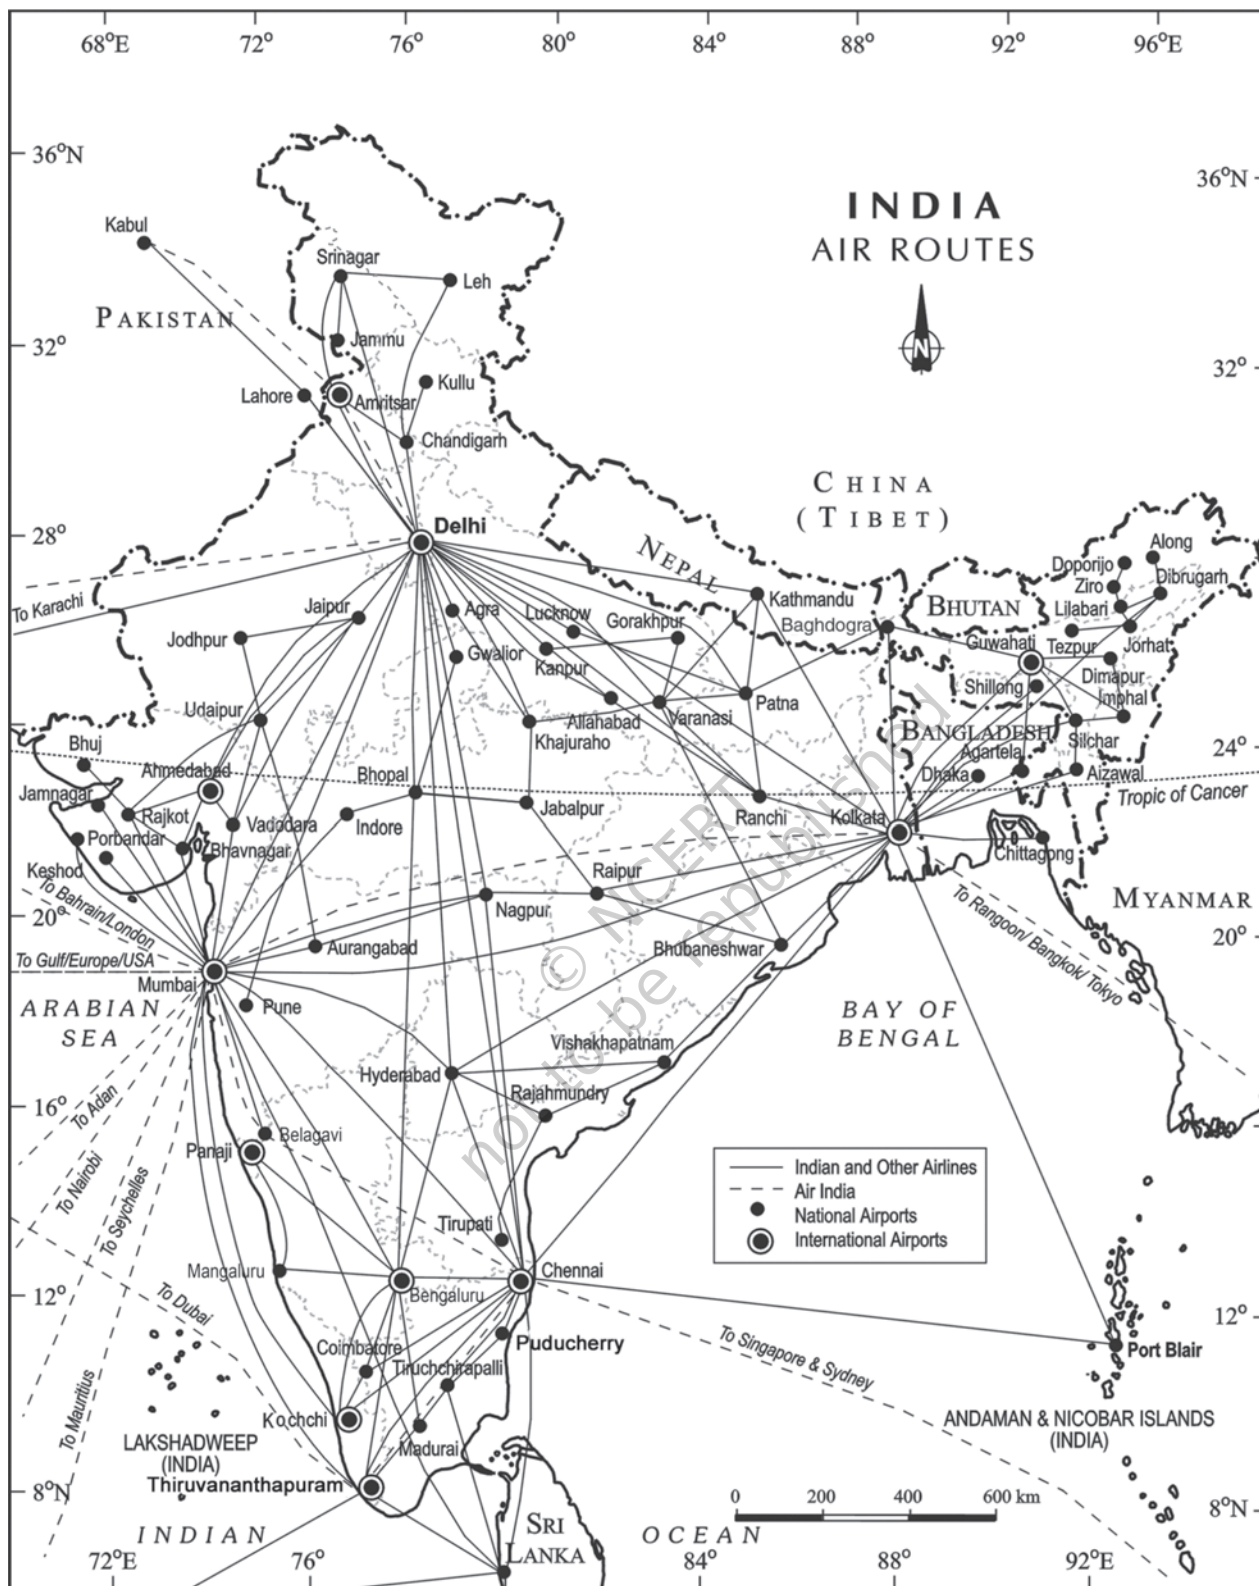 68°E 72° 76° 80° 84° 88° 92° 96°E
36°N
36°N
INDIA
AIR ROUTES
N
Kabul
Srinagar
Leh
PAKISTAN
Jammu
32°
32°
Kullu
Lahore
Amritsar
Chandigarh
CHINA
(TIBET)
28°
Delhi
NEPAL
Along
Doporijo
Ziro
Dibrugarh
To Karachi
Jaipur
Agra
Lucknow
Gorakhpur
Kathmandu
BHUTAN
Lilabari
Baghdogra
Jodhpur
Gwalior
Kanpur
Guwahati
Tezpur
Jorhat
Dimapur
Shillong
Imphal
Udaipur
Allahabad
Varanasi
Patna
Khajuraho
BANGLADESH
Silchar
24°
Bhuj
Ahmedabad
Bhopal
Agartela
Dhaka
Aizawal
Jamnagar
Rajkot
Vadodara
Indore
Jabalpur
Ranchi
Kolkata
Tropic of Cancer
Porbandar
Bhavnagar
Chittagong
Keshod
Raipur
To Bahrain/London
Nagpur
MYANMAR
20°
20°
Aurangabad
Bhubaneshwar
To Rangoon/ Bangkok/ Tokyo
To Gulf/Europe/USA
Mumbai
Pune
ARABIAN
SEA
BAY OF
BENGAL
© NCERT
not to be republished
Vishakhapatnam
Hyderabad
Rajahmundry
16°
To Adan
Belagavi
Panaji
To Nairobi
To Seychelles
Indian and Other Airlines
Air India
National Airports
International Airports
Tirupati
Mangaluru
Bengaluru
Chennai
12°
12°
To Dubai
Coimbatore
Puducherry
Tiruchchirapalli
To Singapore & Sydney
Port Blair
To Mauritius
Kochchi
Madurai
LAKSHADWEEP
(INDIA)
ANDAMAN & NICOBAR ISLANDS
(INDIA)
Thiruvananthapuram
8°N
8°N
0 200 400 600 km
INDIAN
SRI
LANKA
OCEAN
72° 76° 84° 88° 92°E